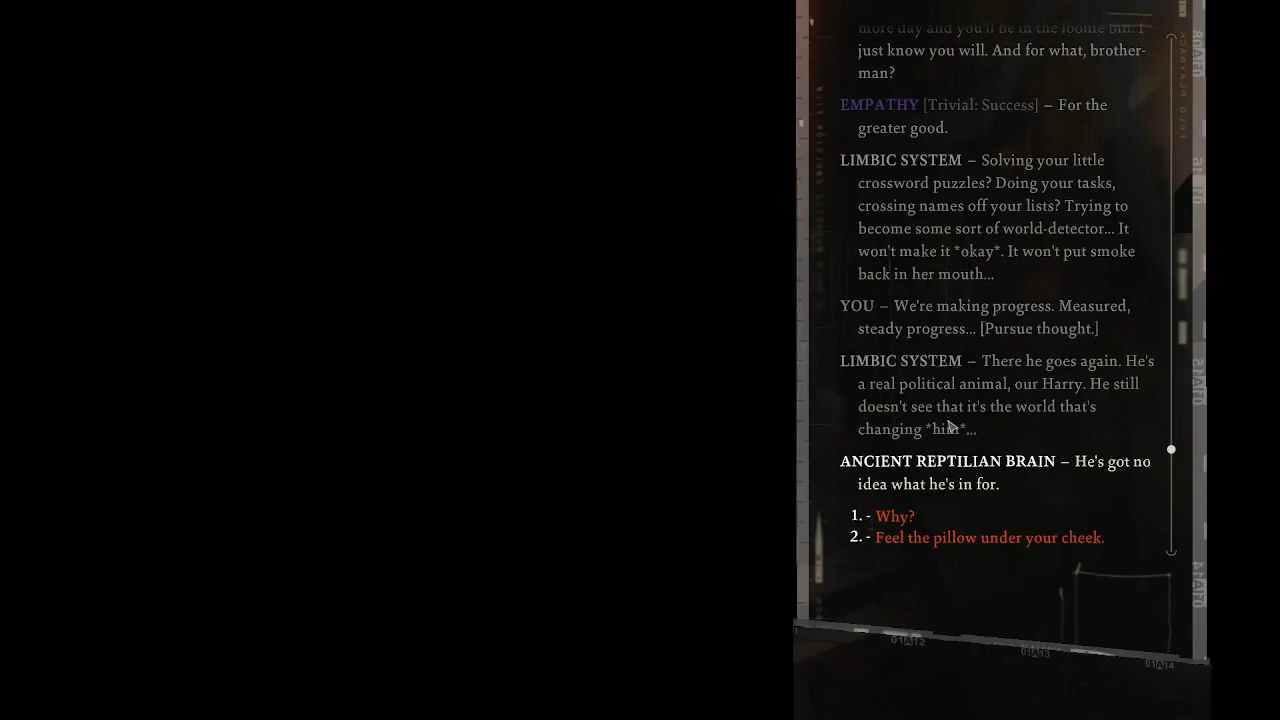 more day and you'll be in the loonie bin. I
just know you will. And for what, brother-
man?
EMPATHY [Trivial: Success] – For the
greater good.
LIMBIC SYSTEM – Solving your little
crossword puzzles? Doing your tasks,
crossing names off your lists? Trying to
become some sort of world-detector... It
won't make it *okay*. It won't put smoke
back in her mouth...
YOU – We're making progress. Measured,
steady progress... [Pursue thought.]
LIMBIC SYSTEM – There he goes again. He's
a real political animal, our Harry. He still
doesn't see that it's the world that's
changing *him*...
ANCIENT REPTILIAN BRAIN – He's got no
idea what he's in for.
1. - Why?
2. - Feel the pillow under your cheek.
01A12
01A13
01A14